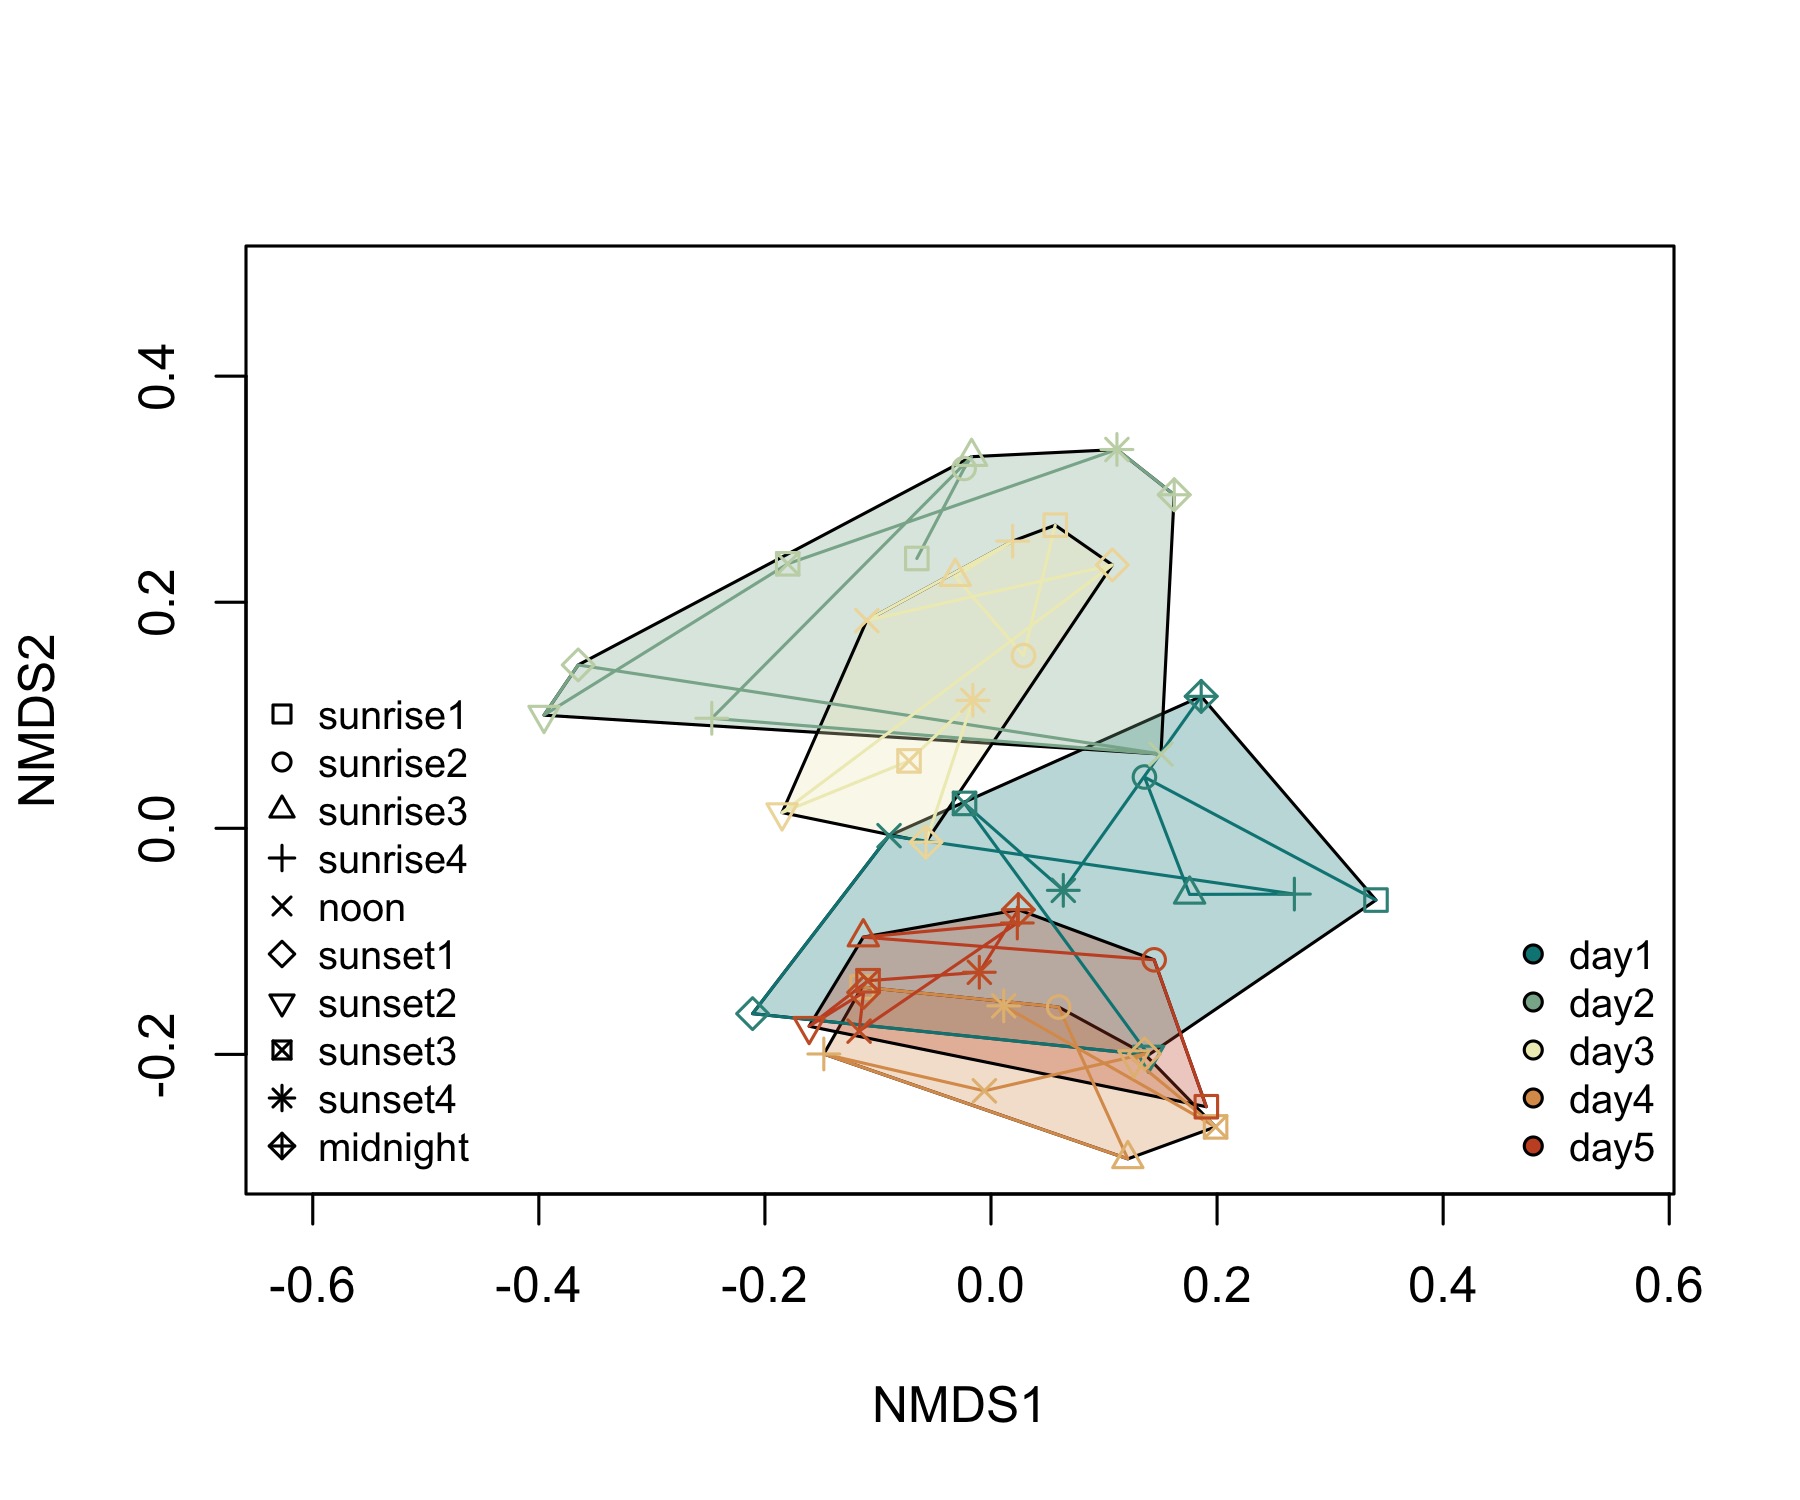 NMDS2
0.4
0.2
0.0
-0.2
sunrise1
sunrise2
sunrise3
sunrise4
noon
sunset1
sunset2
sunset3
sunset4
midnight
day1
day2
day3
day4
day5
-0.6 -0.4 -0.2 0.0 0.2 0.4 0.6
NMDS1